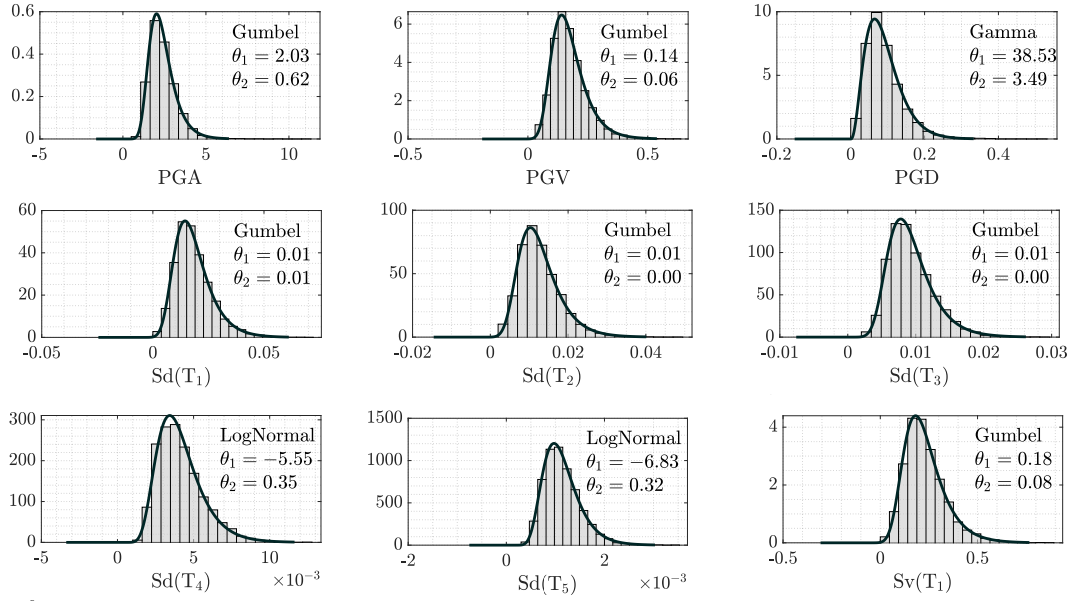 0.6
0.4
0.2
0
-5
0
5
10
PGA
Gumbel
θ₁ = 2.03
θ₂ = 0.62
6
4
2
0
-0.5
0
0.5
PGV
Gumbel
θ₁ = 0.14
θ₂ = 0.06
10
5
0
-0.2
0
0.2
0.4
PGD
Gamma
θ₁ = 38.53
θ₂ = 3.49
60
40
20
0
-0.05
0
0.05
Sd(T₁)
Gumbel
θ₁ = 0.01
θ₂ = 0.01
100
50
0
-0.02
0
0.02
0.04
Sd(T₂)
Gumbel
θ₁ = 0.01
θ₂ = 0.00
150
100
50
0
-0.01
0
0.01
0.02
0.03
Sd(T₃)
Gumbel
θ₁ = 0.01
θ₂ = 0.00
300
200
100
0
-5
0
5
10
×10⁻³
Sd(T₄)
LogNormal
θ₁ = −5.55
θ₂ = 0.35
1500
1000
500
0
-2
0
2
×10⁻³
Sd(T₅)
LogNormal
θ₁ = −6.83
θ₂ = 0.32
4
2
0
-0.5
0
0.5
Sv(T₁)
Gumbel
θ₁ = 0.18
θ₂ = 0.08